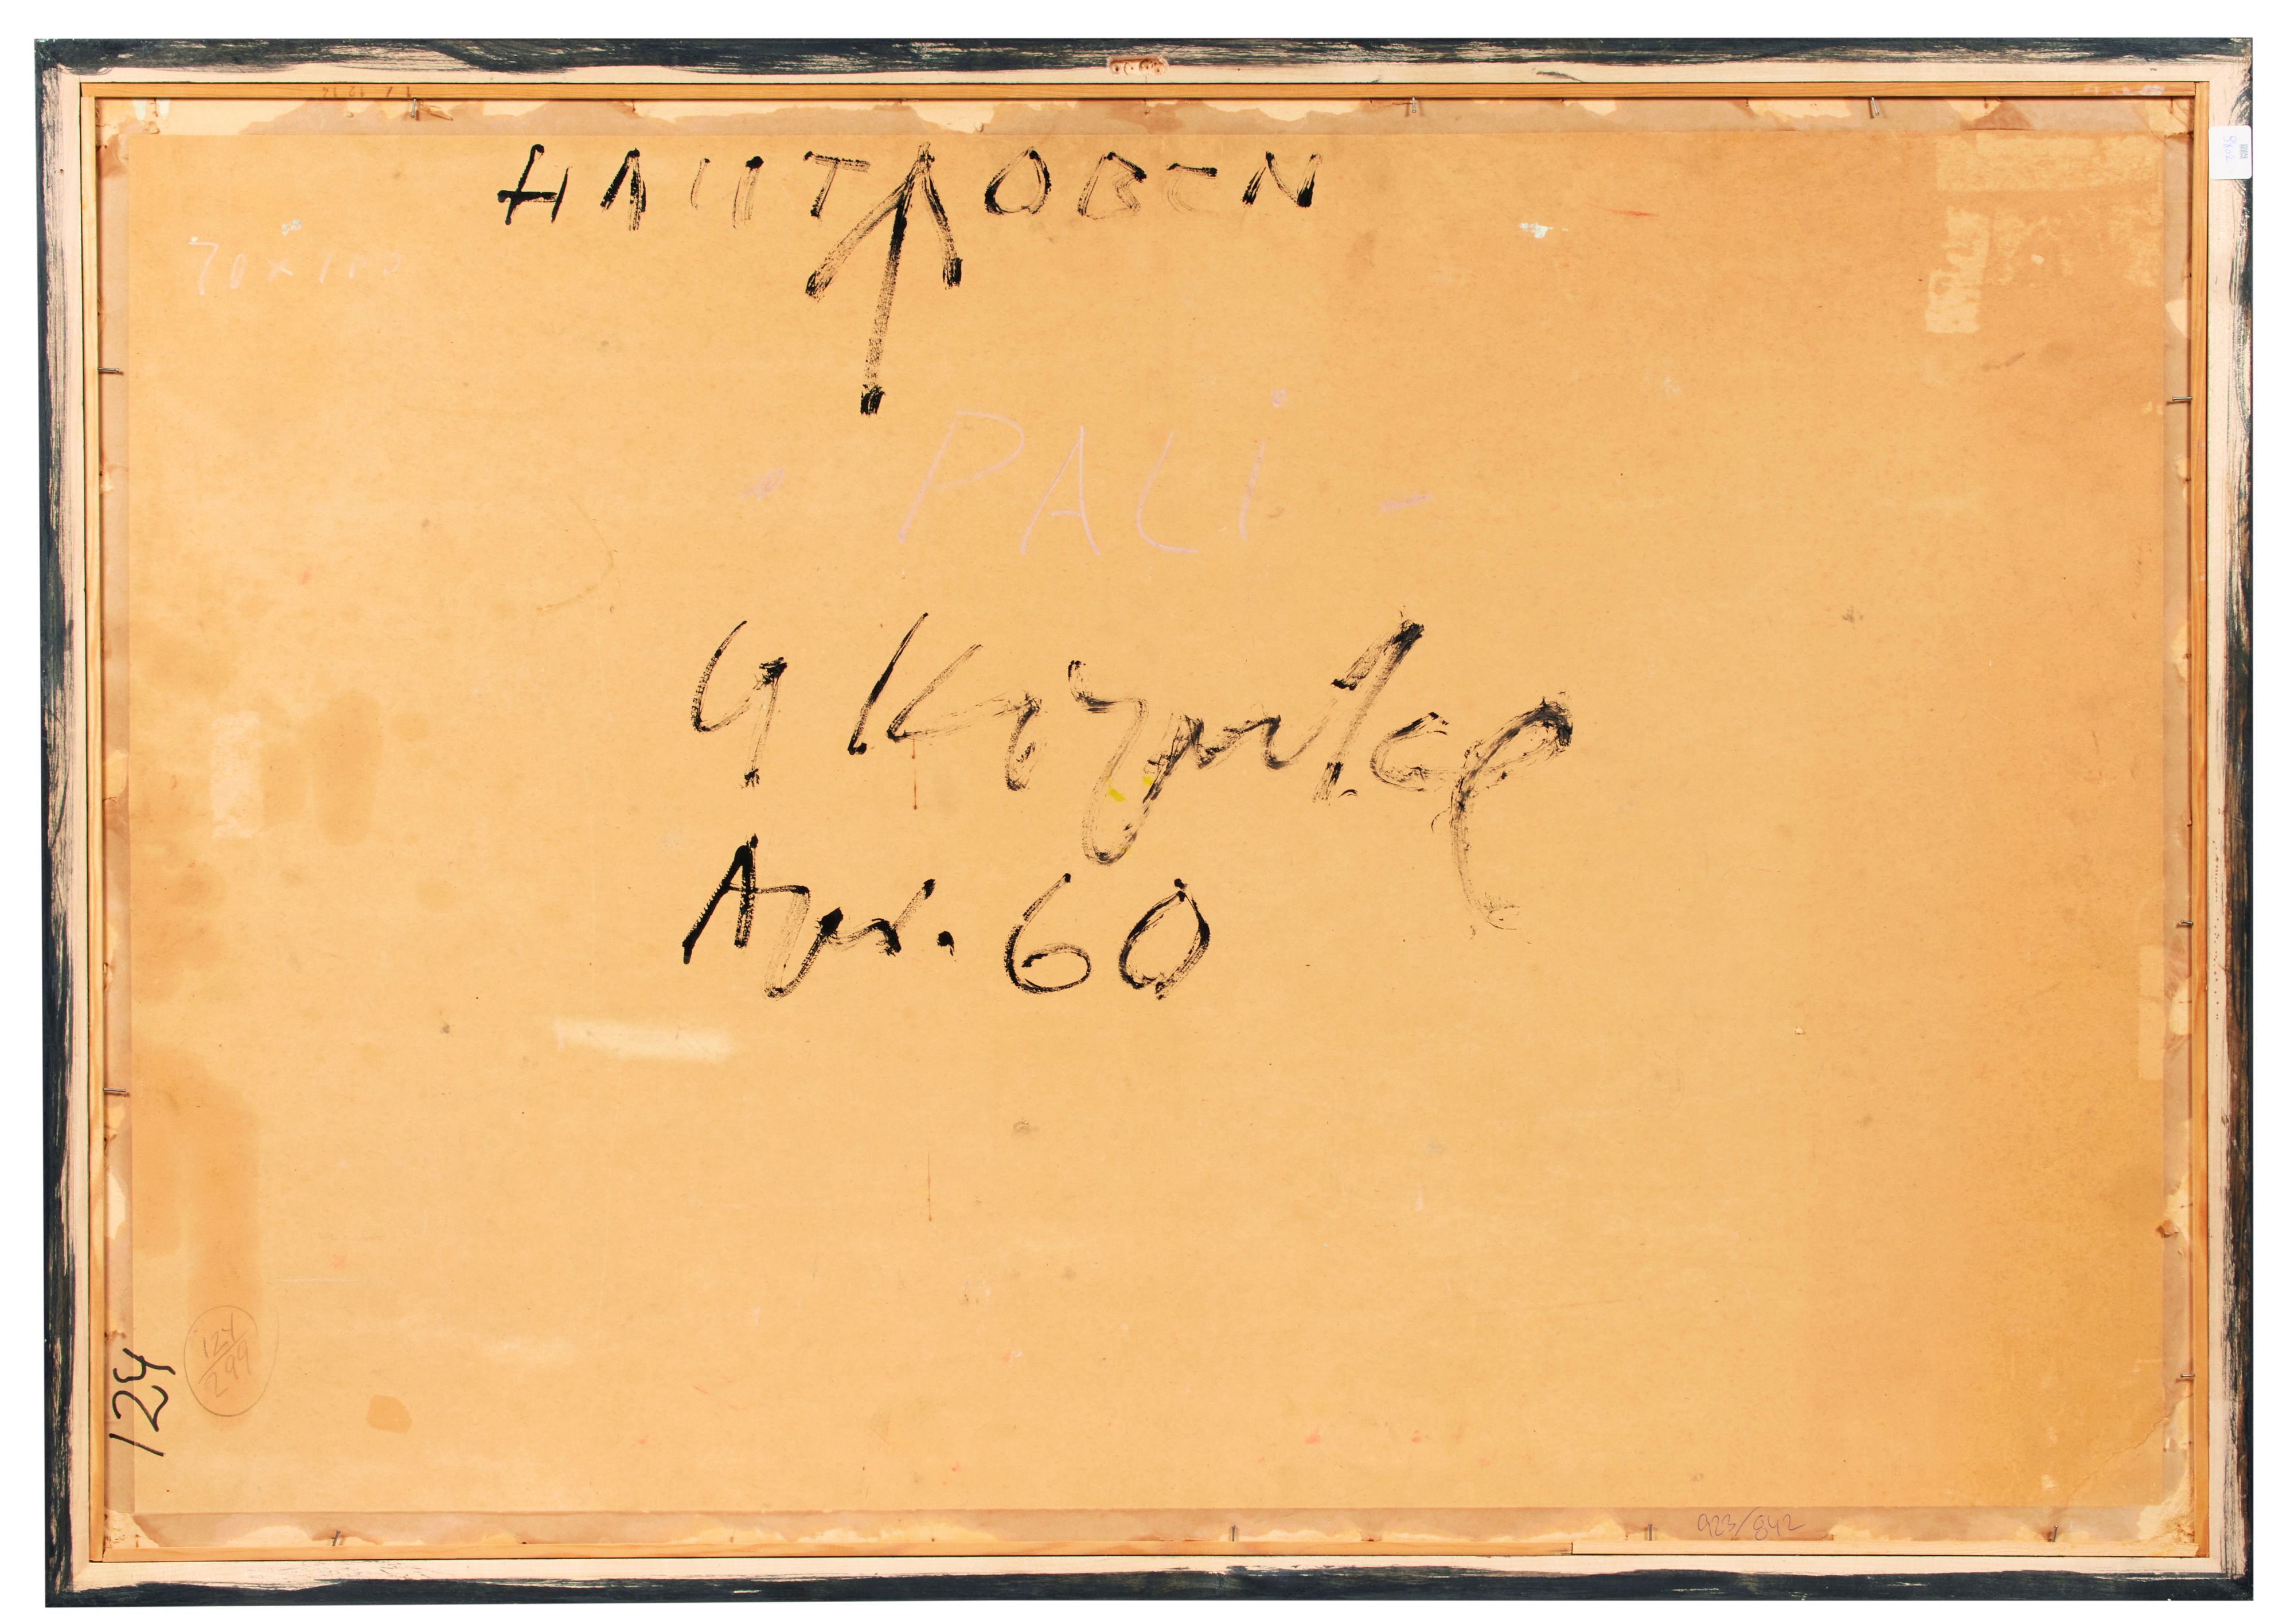 HAUT OBEN
70 x 100
- PALI -
Apr. 60
124
124/299
923/842